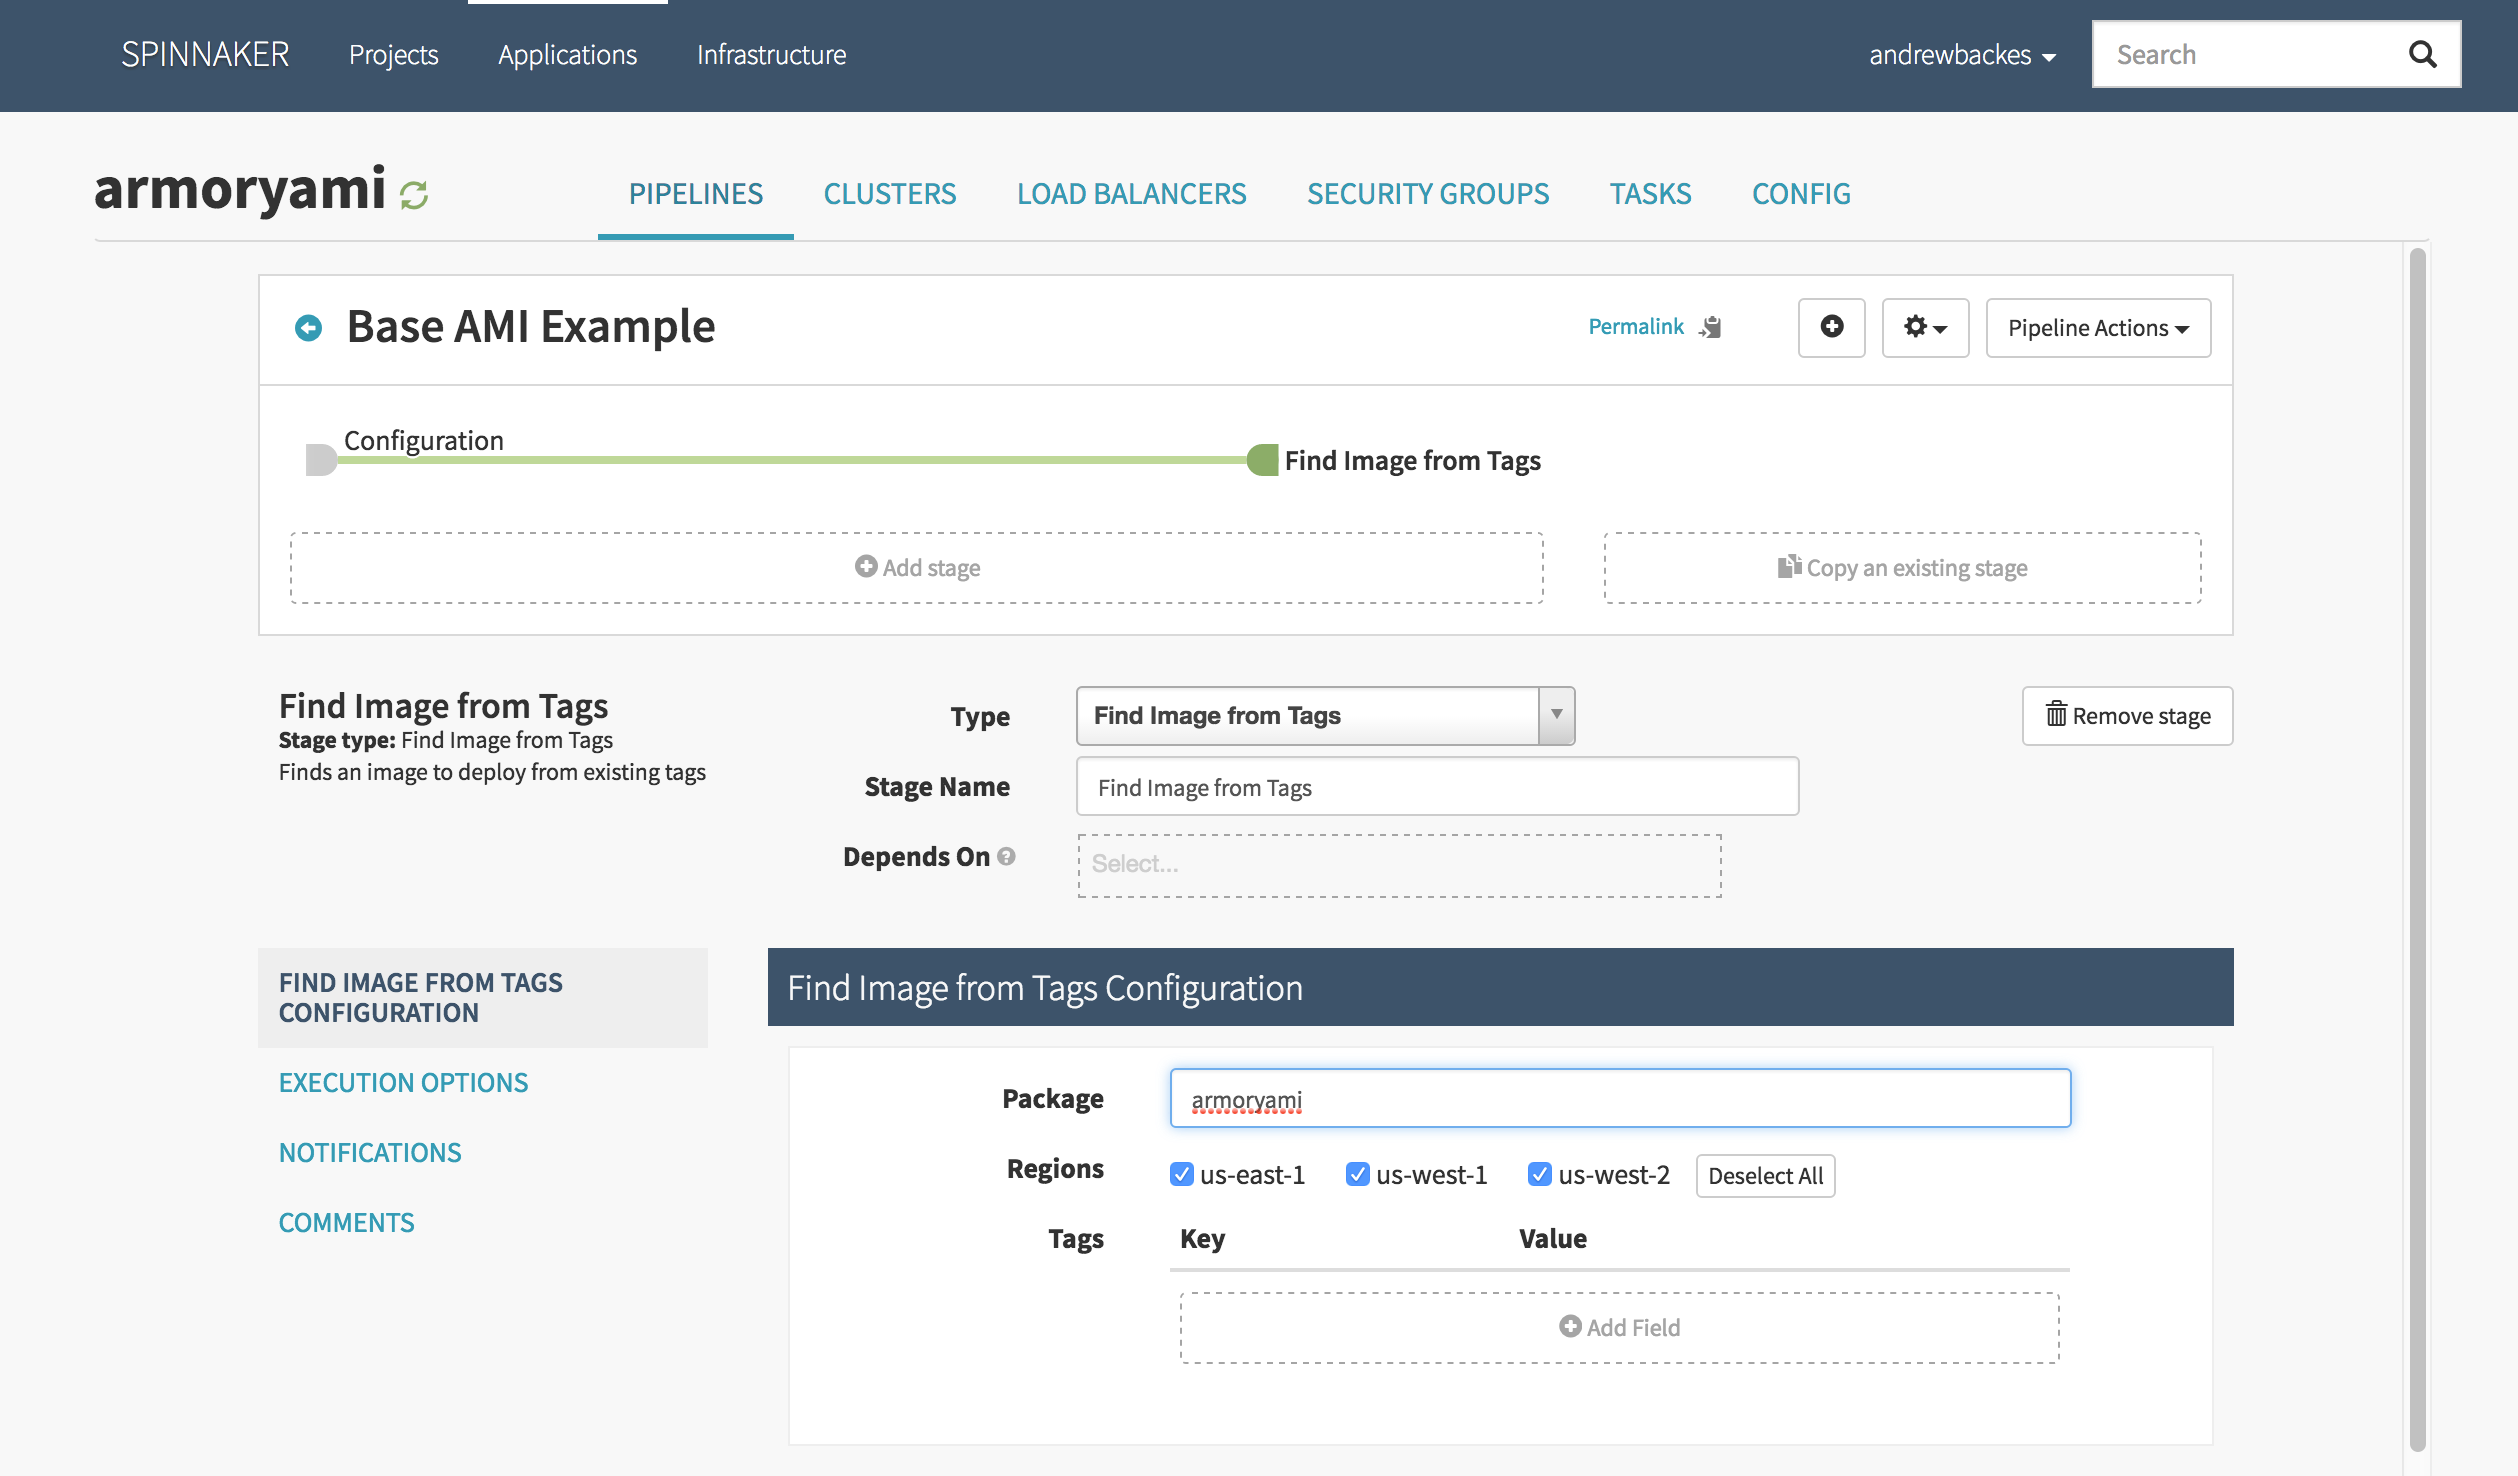 SPINNAKER Projects Applications Infrastructure andrewbackes Search
armoryami PIPELINES CLUSTERS LOAD BALANCERS SECURITY GROUPS TASKS CONFIG
Base AMI Example Permalink Pipeline Actions
Configuration
Find Image from Tags
Add stage Copy an existing stage
Find Image from Tags
Stage type: Find Image from Tags
Finds an image to deploy from existing tags
Type Find Image from Tags Remove stage
Stage Name Find Image from Tags
Depends On ? Select...
FIND IMAGE FROM TAGS
CONFIGURATION
EXECUTION OPTIONS
NOTIFICATIONS
COMMENTS
Find Image from Tags Configuration
Package armoryami
Regions us-east-1 us-west-1 us-west-2 Deselect All
Tags Key Value
Add Field